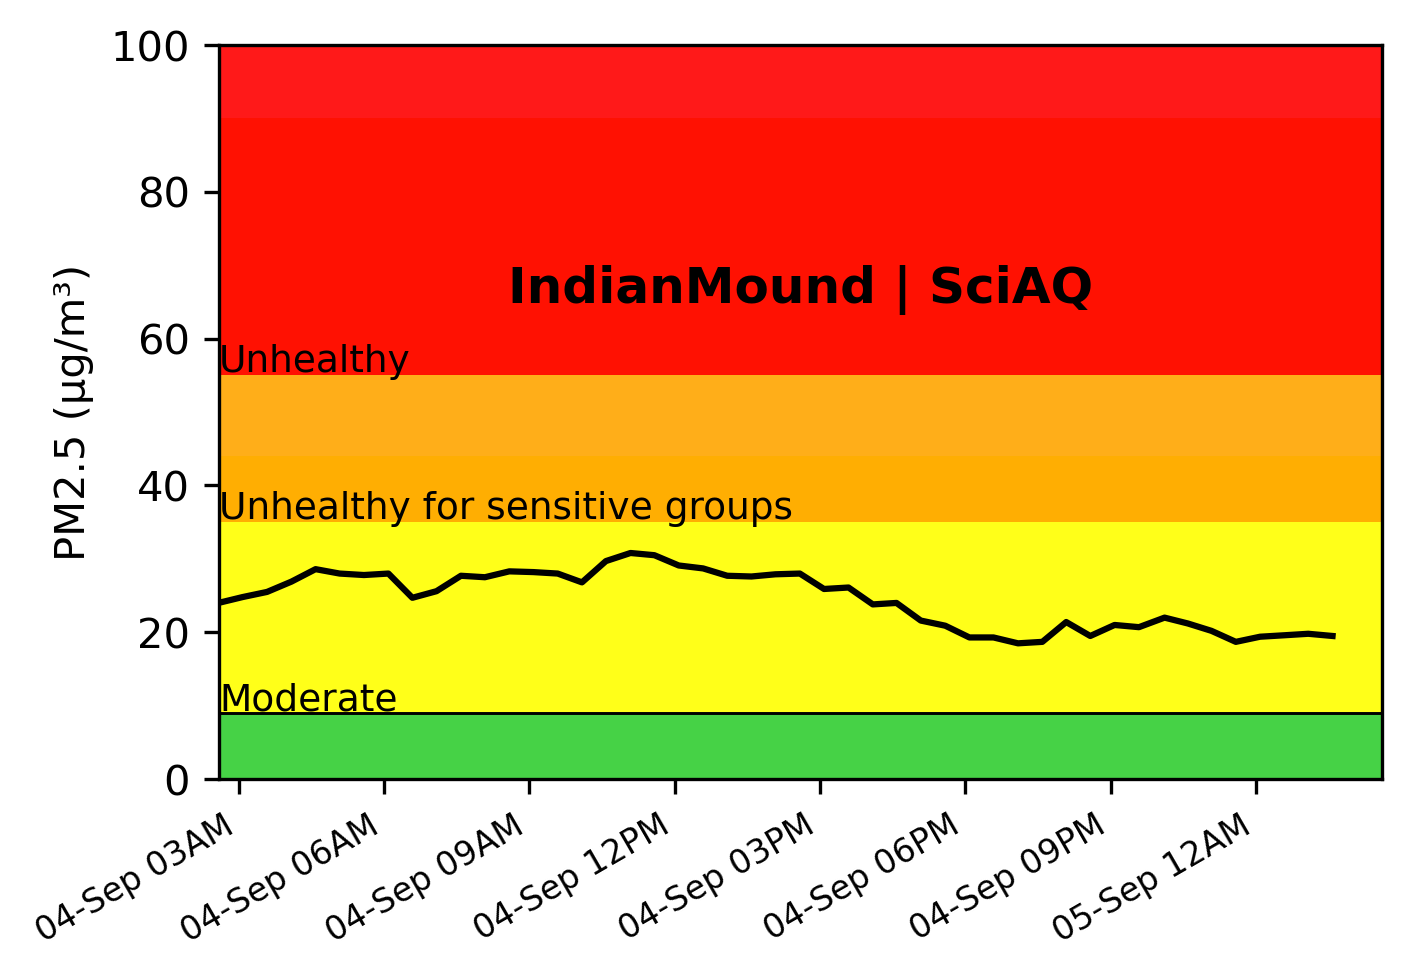 100
80
60
40
20
0
PM2.5 (µg/m³)
IndianMound | SciAQ
Unhealthy
Unhealthy for sensitive groups
Moderate
04-Sep 03AM
04-Sep 06AM
04-Sep 09AM
04-Sep 12PM
04-Sep 03PM
04-Sep 06PM
04-Sep 09PM
05-Sep 12AM